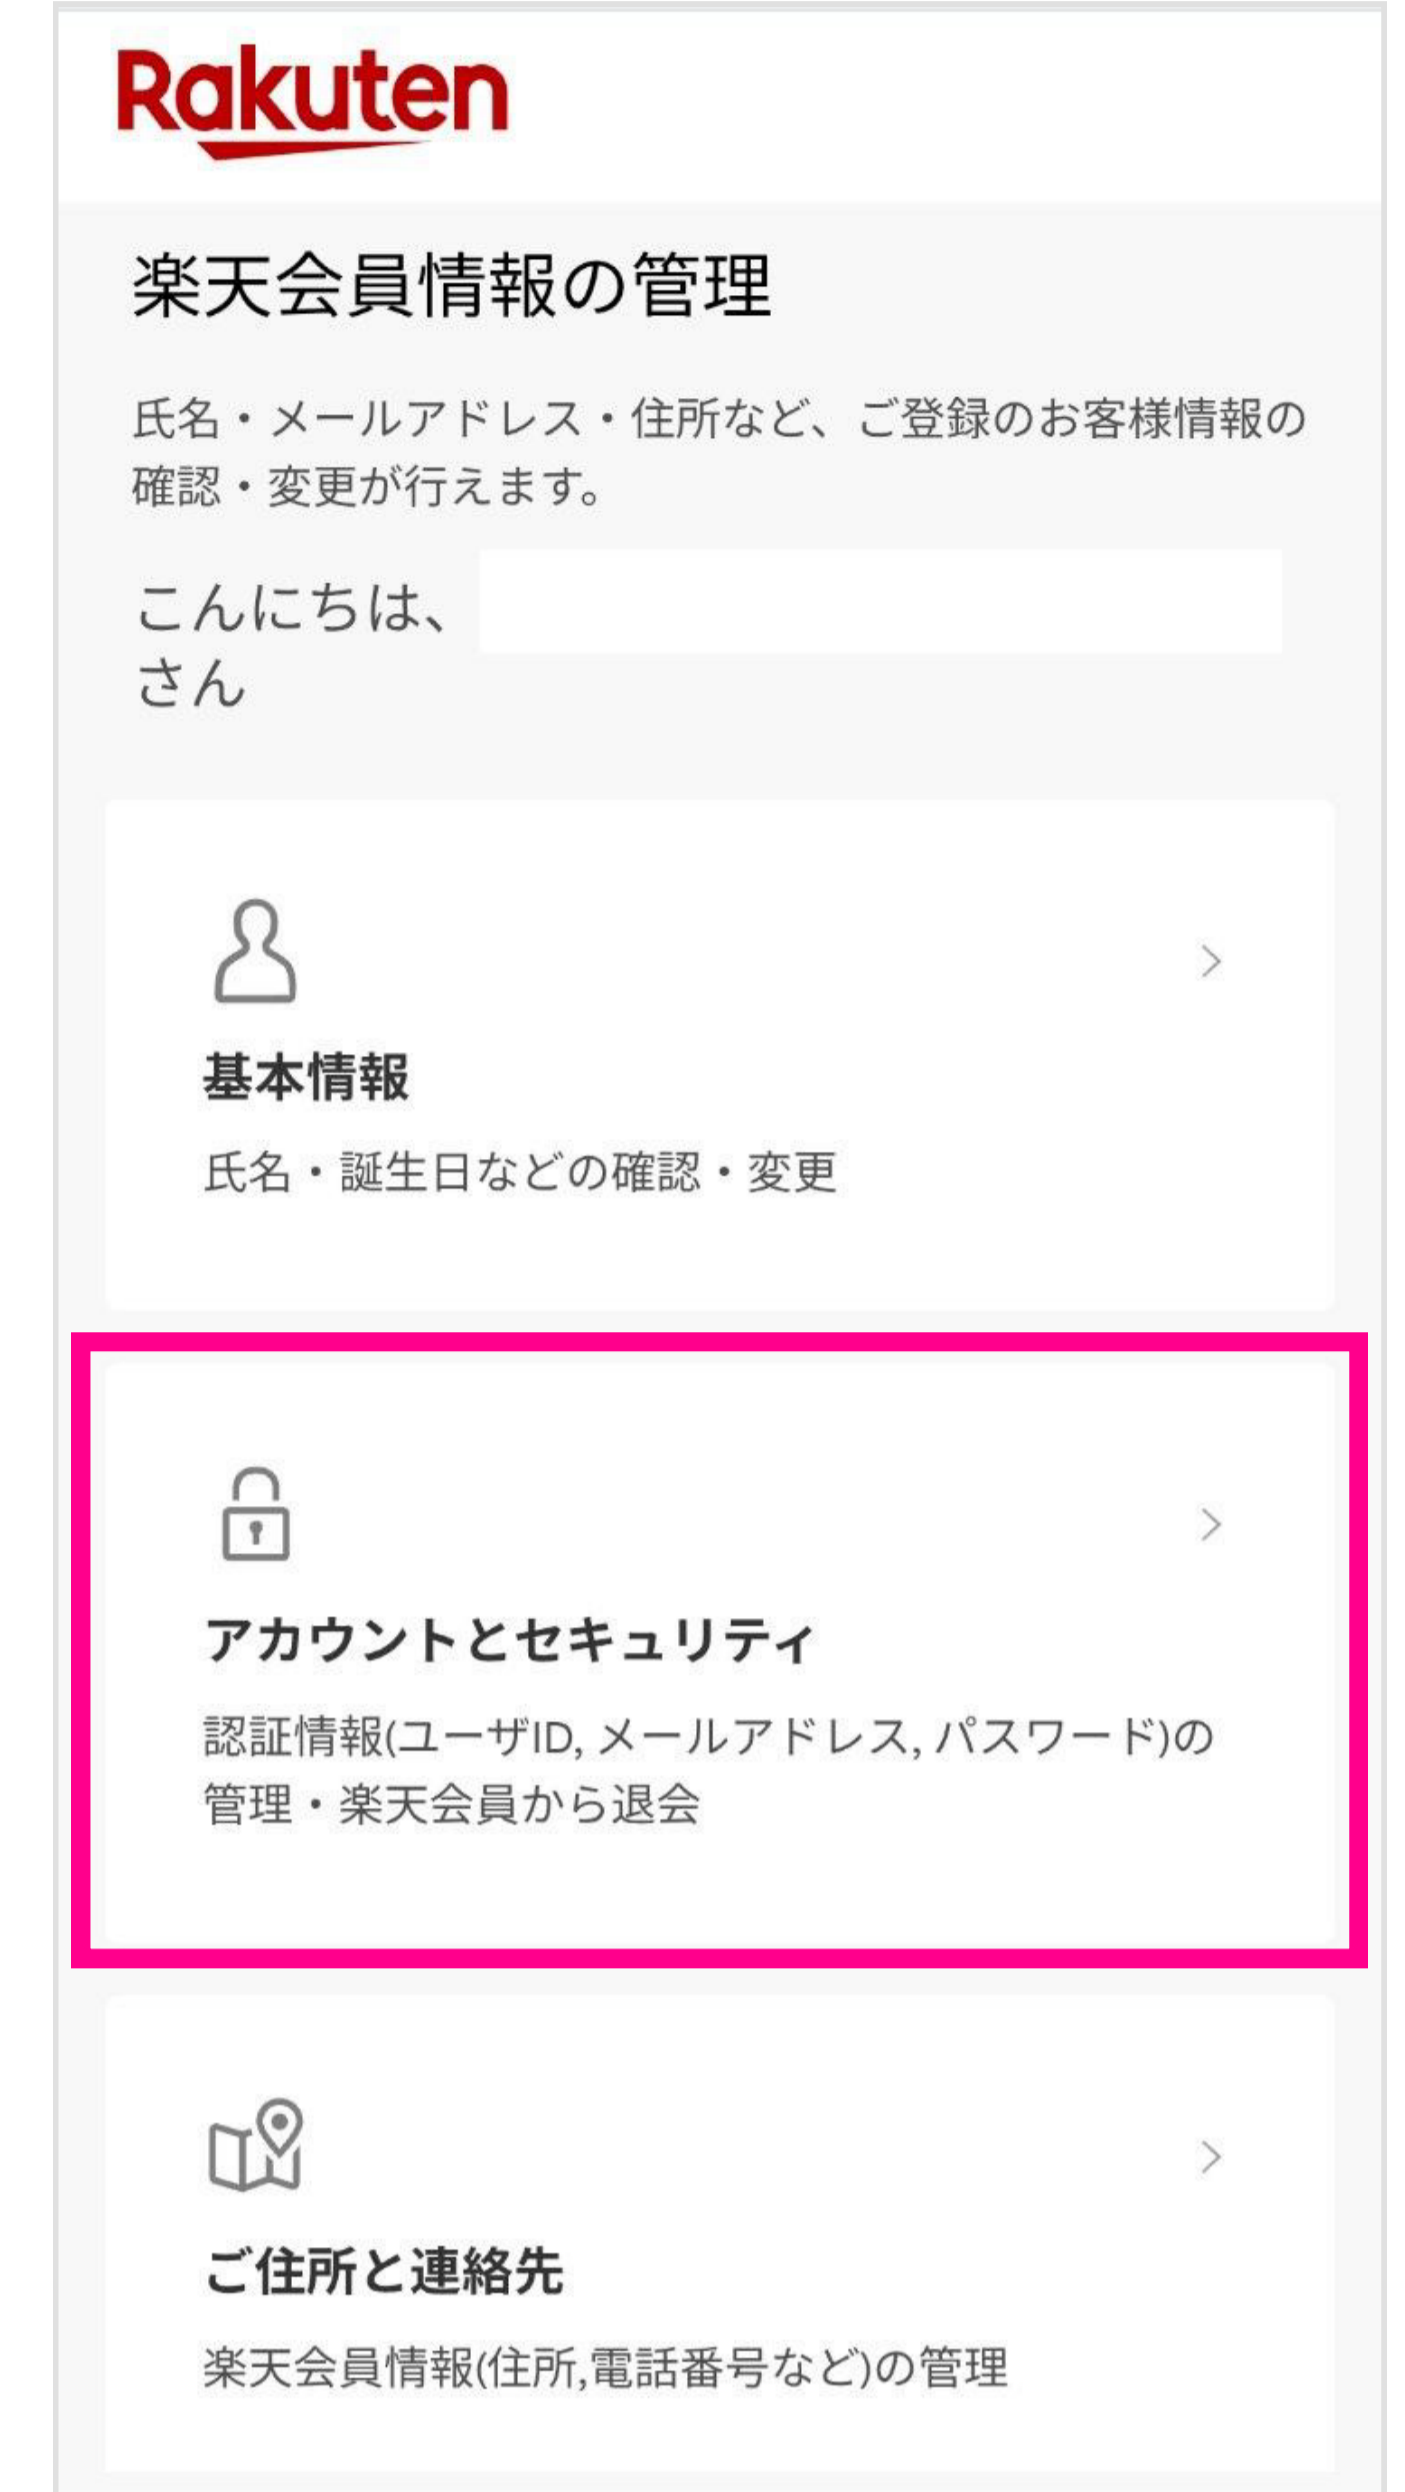 Rakuten
楽天会員情報の管理
氏名・メールアドレス・住所など、ご登録のお客様情報の
確認・変更が行えます。
こんにちは、
さん
基本情報
氏名・誕生日などの確認・変更
アカウントとセキュリティ
認証情報(ユーザID, メールアドレス, パスワード)の
管理・楽天会員から退会
ご住所と連絡先
楽天会員情報(住所,電話番号など)の管理